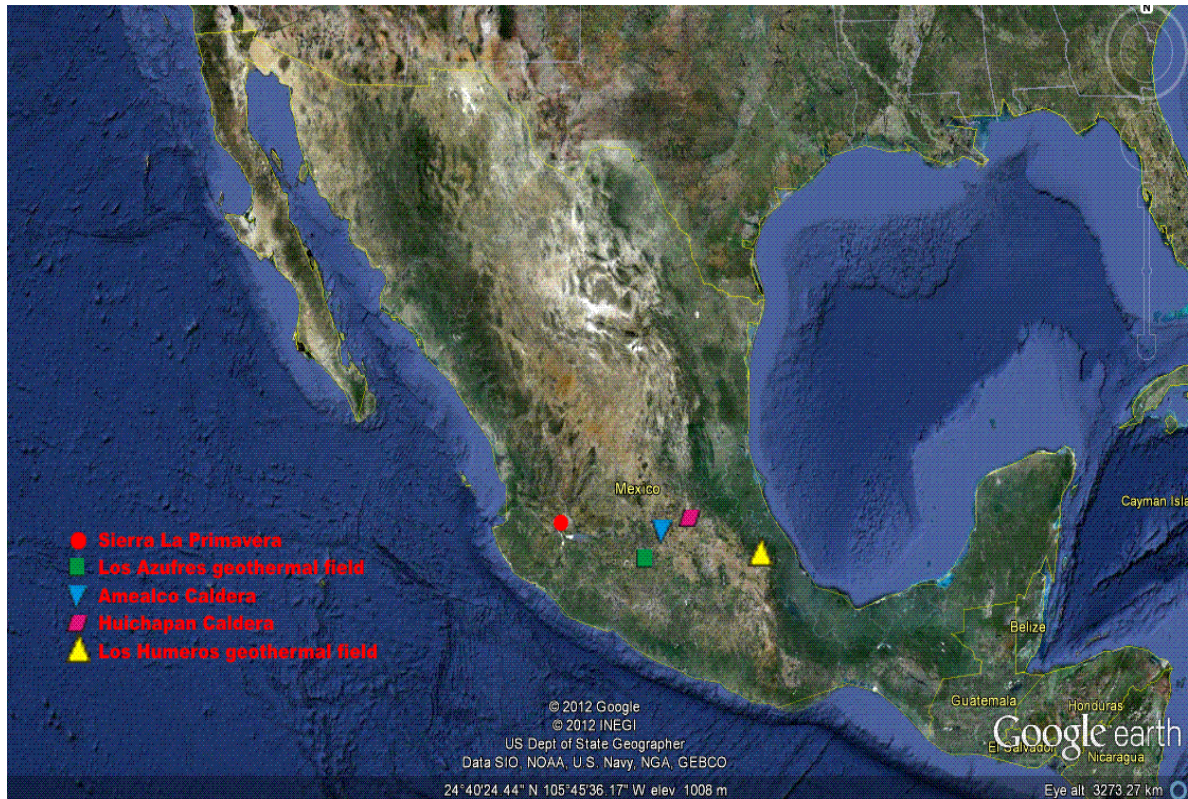 N
Mexico
Cayman Isla
Sierra La Primavera
Los Azufres geothermal field
Amealco Caldera
Huichapan Caldera
Los Humeros geothermal field
Belize
Guatemala
Honduras
El Salvador
Nicaragua
Google earth
© 2012 Google
© 2012 INEGI
US Dept of State Geographer
Data SIO, NOAA, U.S. Navy, NGA, GEBCO
24°40'24.44" N 105°45'36.17" W elev 1008 m
Eye alt 3273.27 km